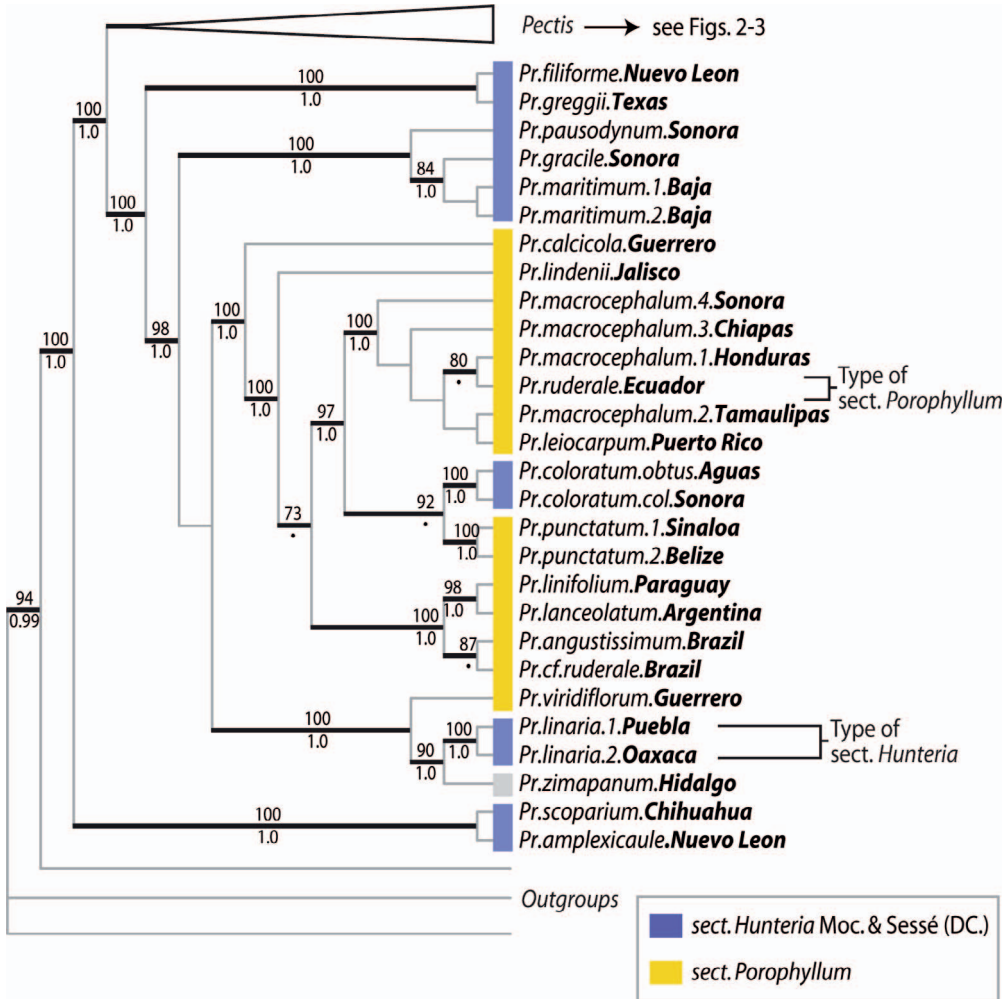 Pectis → see Figs. 2-3
Pr.filiforme.Nuevo Leon
100
1.0
Pr.greggii.Texas
100
1.0
Pr.pausodynum.Sonora
100
1.0
Pr.gracile.Sonora
84
1.0
Pr.maritimum.1.Baja
100
1.0
Pr.maritimum.2.Baja
Pr.calcicola.Guerrero
Pr.lindenii.Jalisco
Pr.macrocephalum.4.Sonora
100
1.0
100
1.0
98
1.0
100
1.0
Pr.macrocephalum.3.Chiapas
Pr.macrocephalum.1.Honduras
80
•
Pr.ruderale.Ecuador
Type of
sect. Porophyllum
100
1.0
97
1.0
Pr.macrocephalum.2.Tamaulipas
Pr.leiocarpum.Puerto Rico
Pr.coloratum.obtus.Aguas
100
1.0
Pr.coloratum.col.Sonora
92
•
73
•
Pr.punctatum.1.Sinaloa
100
1.0
Pr.punctatum.2.Belize
Pr.linifolium.Paraguay
98
1.0
94
0.99
Pr.lanceolatum.Argentina
100
1.0
Pr.angustissimum.Brazil
87
•
Pr.cf.ruderale.Brazil
Pr.viridiflorum.Guerrero
100
1.0
Pr.linaria.1.Puebla
100
1.0
Pr.linaria.2.Oaxaca
Type of
sect. Hunteria
90
1.0
Pr.zimapanum.Hidalgo
Pr.scoparium.Chihuahua
100
1.0
Pr.amplexicaule.Nuevo Leon
Outgroups
sect. Hunteria Moc. & Sessé (DC.)
sect. Porophyllum